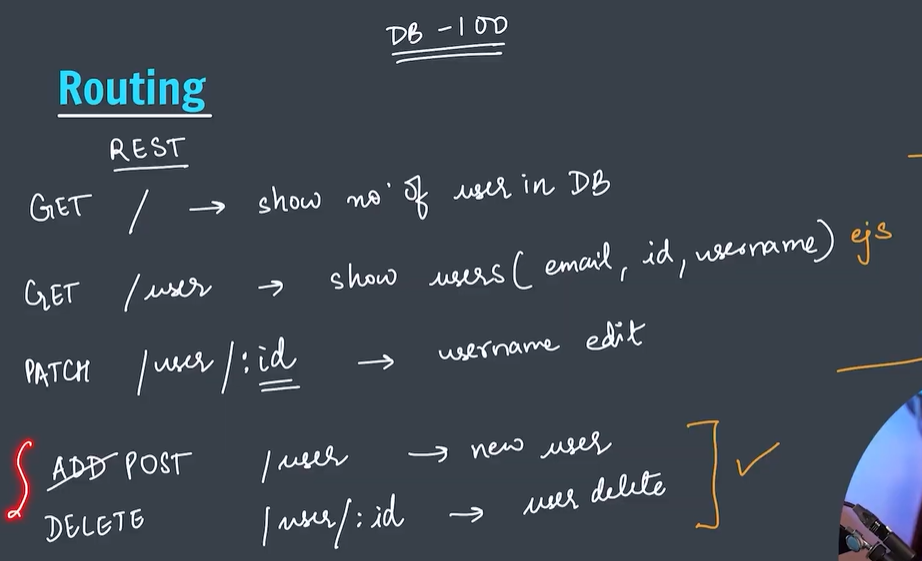 DB - 100
Routing
REST
GET / → show no. of user in DB
GET /user → show users ( email, id, username) ejs
PATCH /user/:id → username edit
ADD POST /user → new user
DELETE /user/:id → user delete